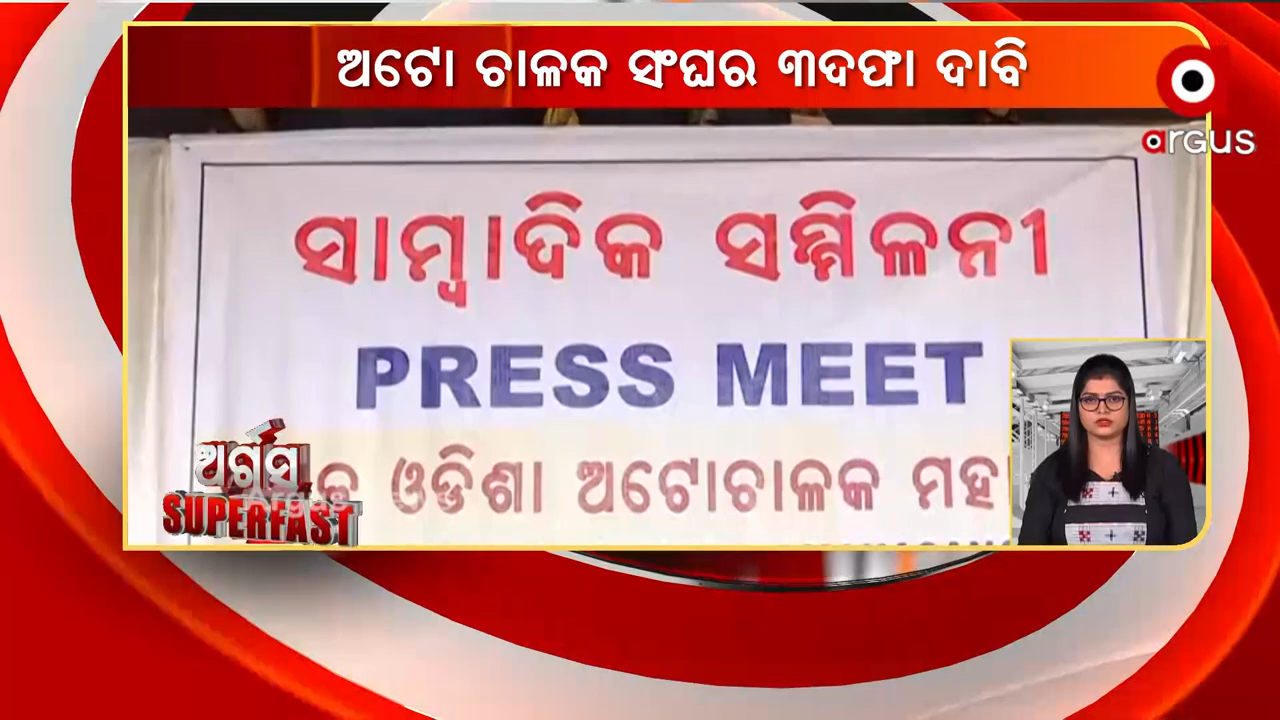 ଅଟୋ ଚାଳକ ସଂଘର ୩ଦଫା ଦାବି
argus
ସାମ୍ବାଦିକ ସମ୍ମିଳନୀ
PRESS MEET
ଓଡିଶା ଅଟୋଚାଳକ
ଅର୍ଗସ
SUPERFAST